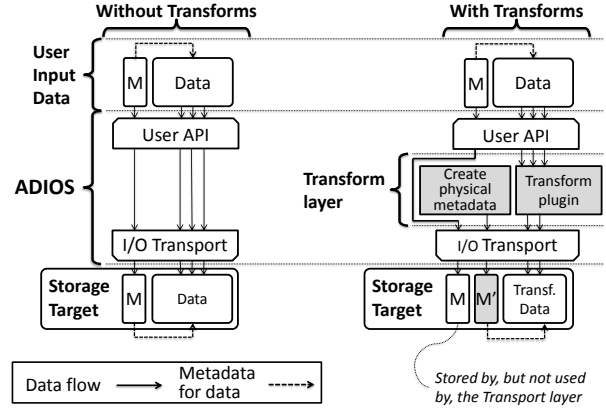 Without Transforms
With Transforms
User
Input
Data
M
Data
M
Data
User API
User API
ADIOS
Transform
layer
Create
physical
metadata
Transform
plugin
I/O Transport
I/O Transport
Storage
Target
M
Data
Storage
Target
M
M'
Transf.
Data
Data flow
Metadata
for data
Stored by, but not used
by, the Transport layer